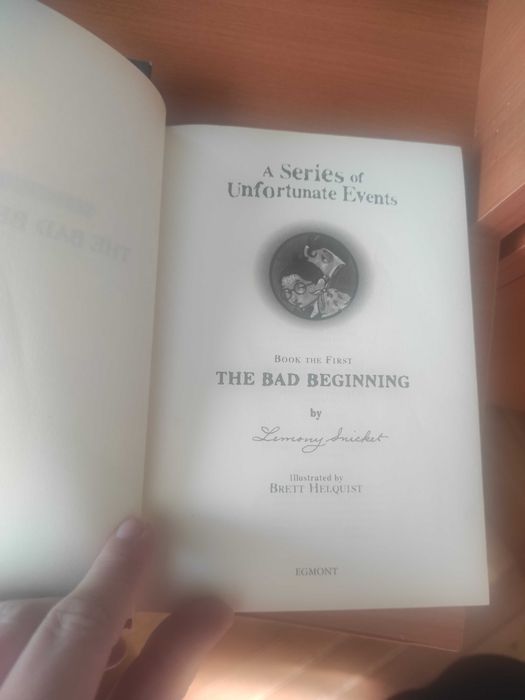 A Series of
Unfortunate Events
Book the First
THE BAD BEGINNING
by
Lemony Snicket
Illustrated by
Brett Helquist
EGMONT